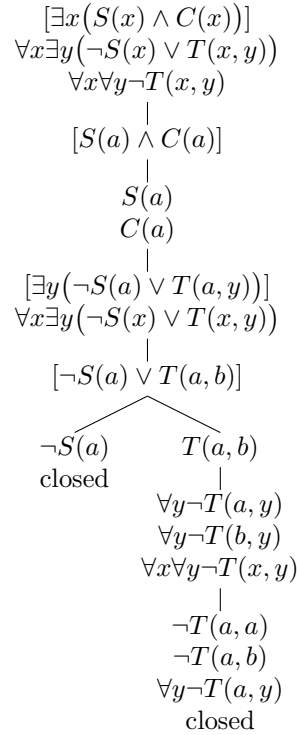 [∃x(S(x) ∧ C(x))]
∀x∃y(¬S(x) ∨ T(x, y))
∀x∀y¬T(x, y)
[S(a) ∧ C(a)]
S(a)
C(a)
[∃y(¬S(a) ∨ T(a, y))]
∀x∃y(¬S(x) ∨ T(x, y))
[¬S(a) ∨ T(a, b)]
¬S(a) T(a, b)
closed
∀y¬T(a, y)
∀y¬T(b, y)
∀x∀y¬T(x, y)
¬T(a, a)
¬T(a, b)
∀y¬T(a, y)
closed